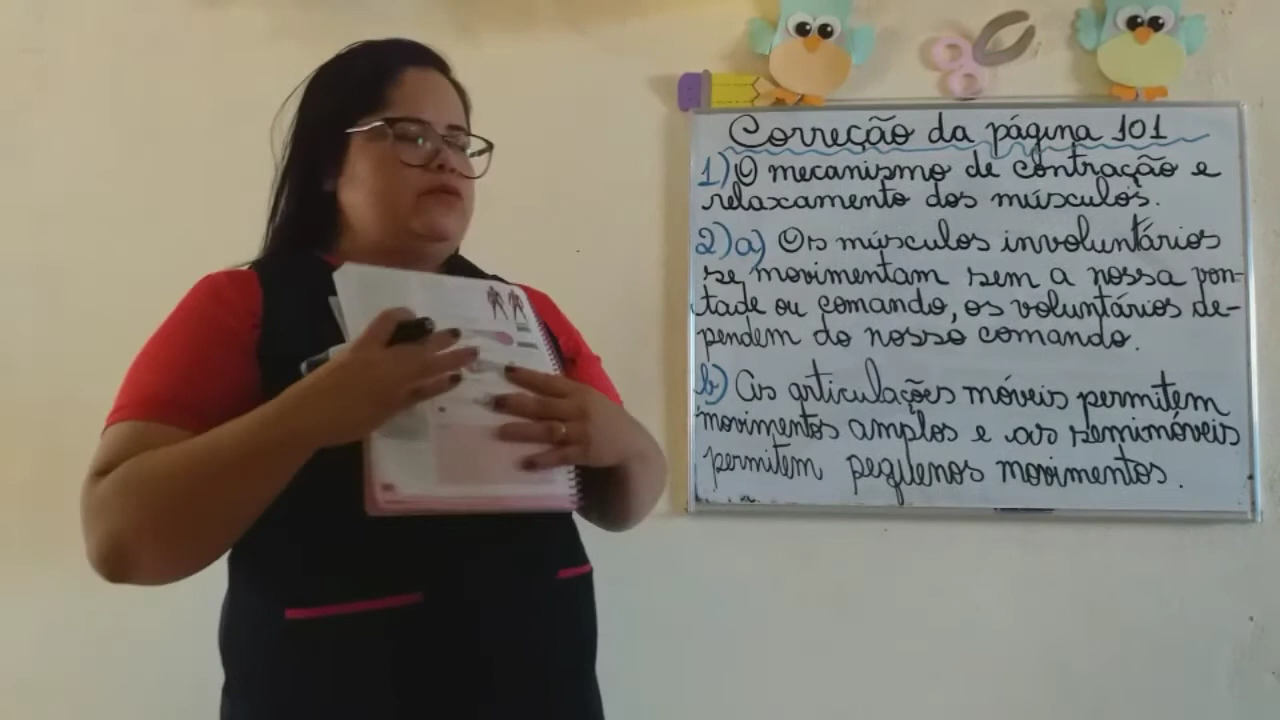 Correção da página 101
1) O mecanismo de contração e
relaxamento dos músculos.
2) a) Os músculos involuntários
se movimentam sem a nossa von-
tade ou comando, os voluntários de-
pendem do nosso comando.
b) As articulações móveis permitem
movimentos amplos e as semimóveis
permitem pequenos movimentos.